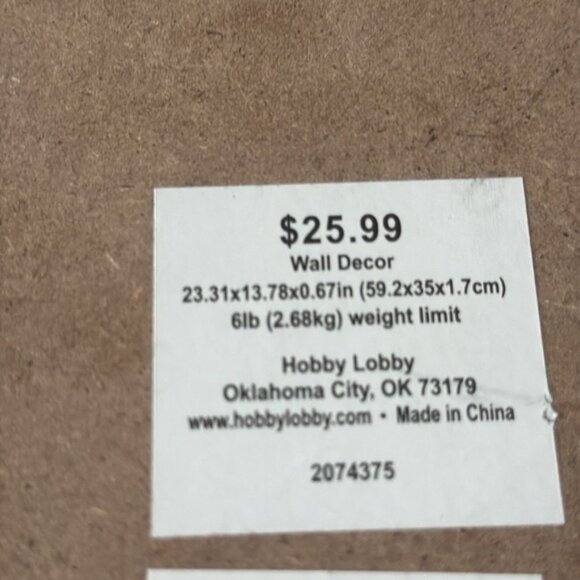 $25.99
Wall Decor
23.31x13.78x0.67in (59.2x35x1.7cm)
6lb (2.68kg) weight limit
Hobby Lobby
Oklahoma City, OK 73179
www.hobbylobby.com • Made in China
2074375